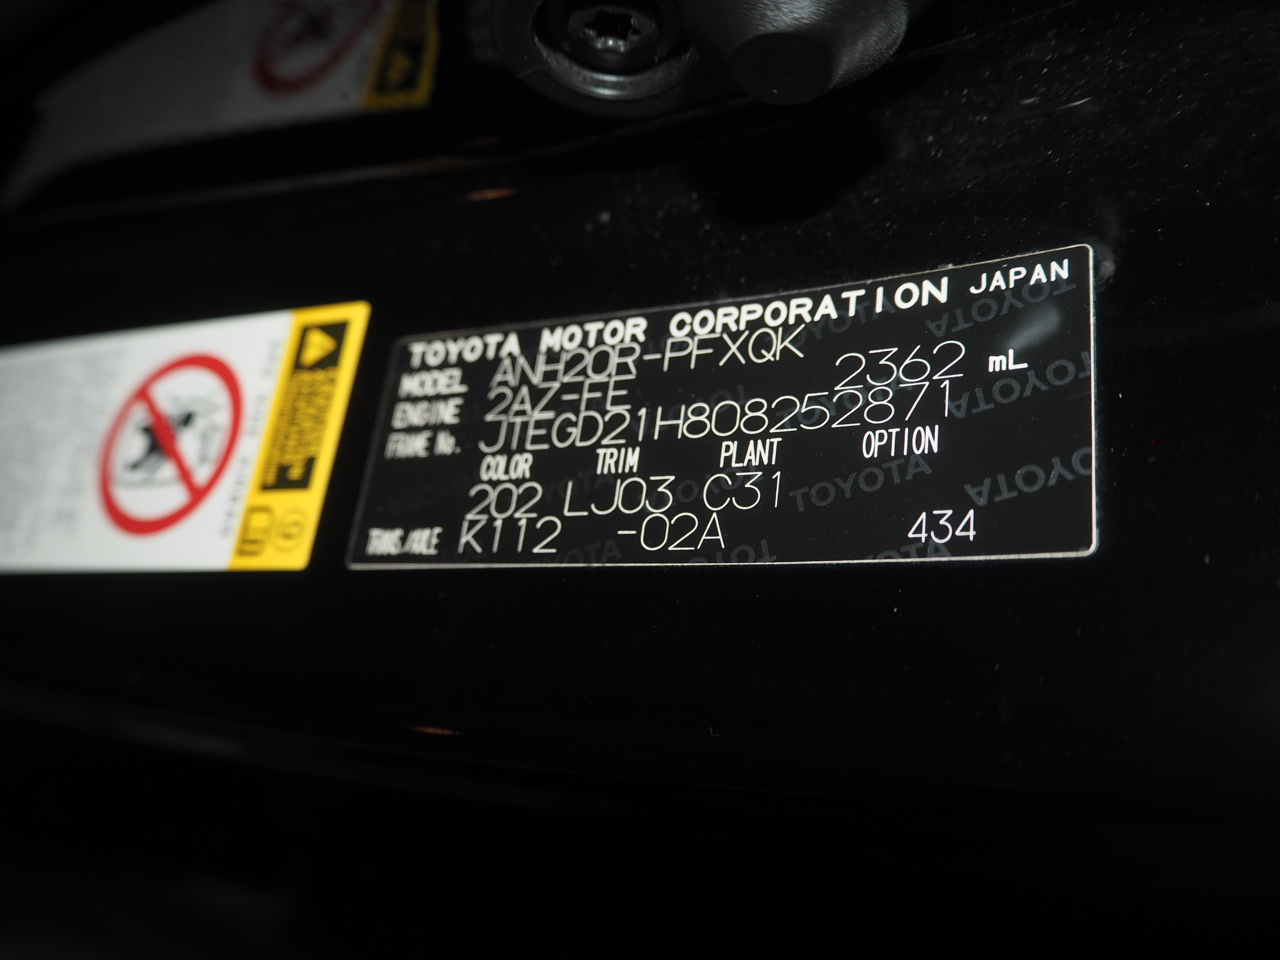 TOYOTA MOTOR CORPORATION JAPAN
MODEL ANH20R-PFXQK
ENGINE 2AZ-FE 2362 mL
FRAME No. JTEGD21H808252871
COLOR TRIM PLANT OPTION
202 LJ03 C31
TRANS/AXLE K112 -02A 434